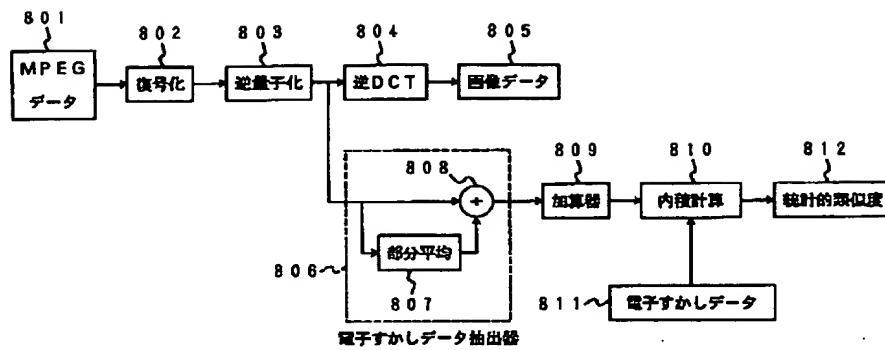 801
MPEG
データ
802
復号化
803
逆量子化
804
逆DCT
805
画像データ
806
807
部分平均
808
÷
電子すかしデータ抽出器
809
加算器
810
内積計算
811
電子すかしデータ
812
統計的類似度